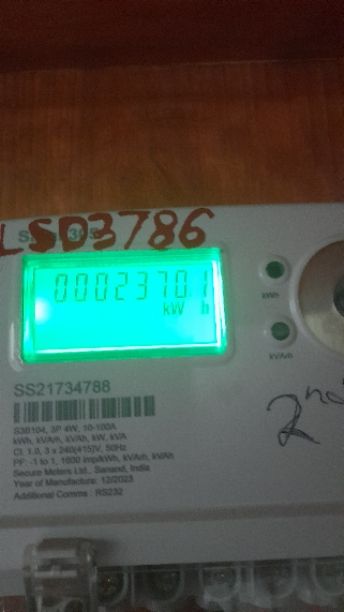 LSD3786
00023701
kW h
kWh
kVArh
SS21734788
2nd
S3B104, 3P 4W, 10-100A
kWh, kVArh, kVAh, kW, kVA
Cl. 1.0, 3 x 240(415)V, 50Hz
PF: -1 to 1, 1600 imp/kWh, kVArh, kVAh
Secure Meters Ltd., Sanand, India
Year of Manufacture: 12/2023
Additional Comms : RS232